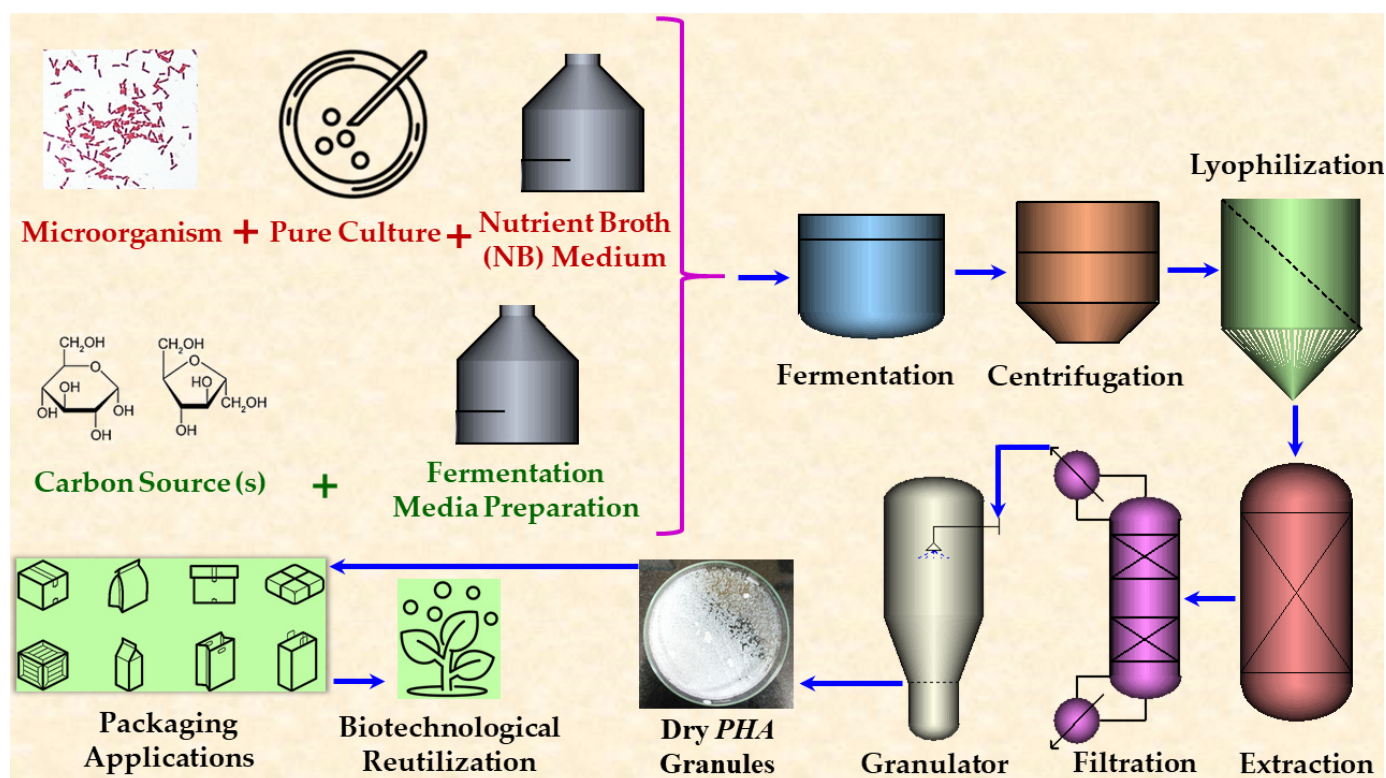 Microorganism + Pure Culture + Nutrient Broth
(NB) Medium
CH₂OH
O
OH
OH
OH
OH
CH₂OH
O
HO
CH₂OH
OH
Carbon Source (s) + Fermentation
Media Preparation
Fermentation
Centrifugation
Lyophilization
Extraction
Filtration
Granulator
Dry PHA
Granules
Packaging
Applications
Biotechnological
Reutilization